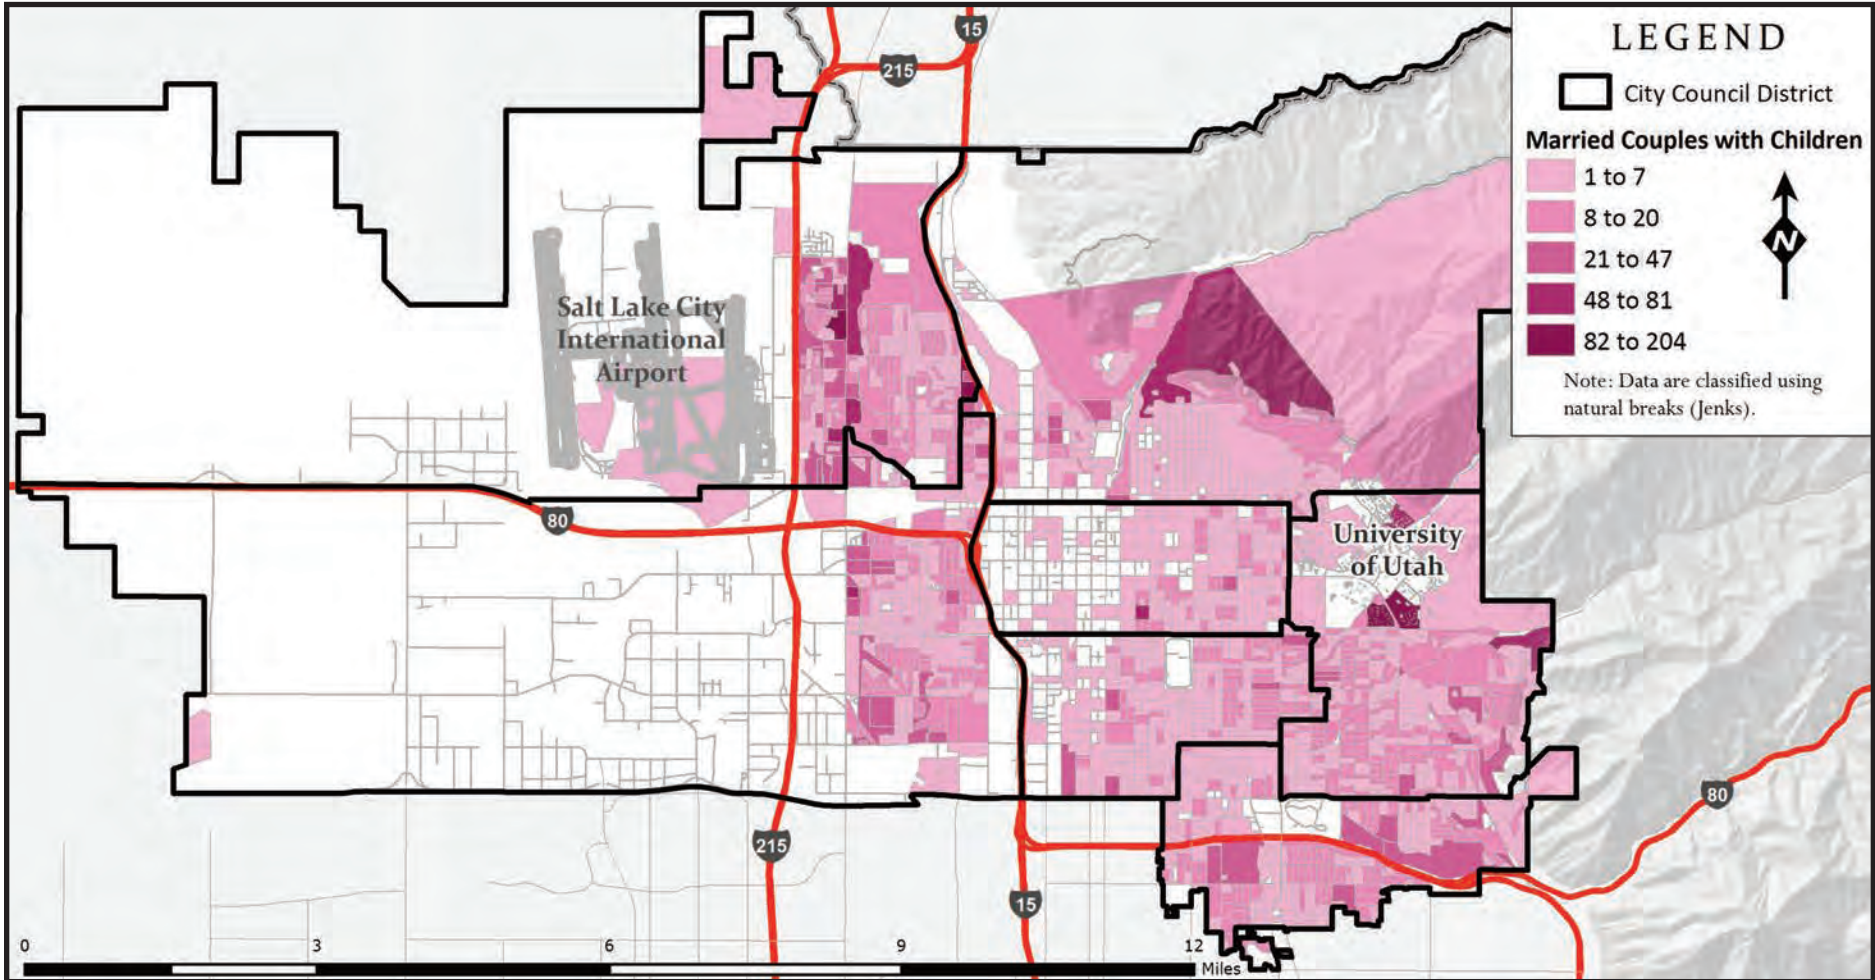 LEGEND
City Council District
Married Couples with Children
1 to 7
8 to 20
21 to 47
48 to 81
82 to 204
N
Note: Data are classified using
natural breaks (Jenks).
15
215
Salt Lake City
International
Airport
80
University
of Utah
80
215
15
0 3 6 9 12
Miles